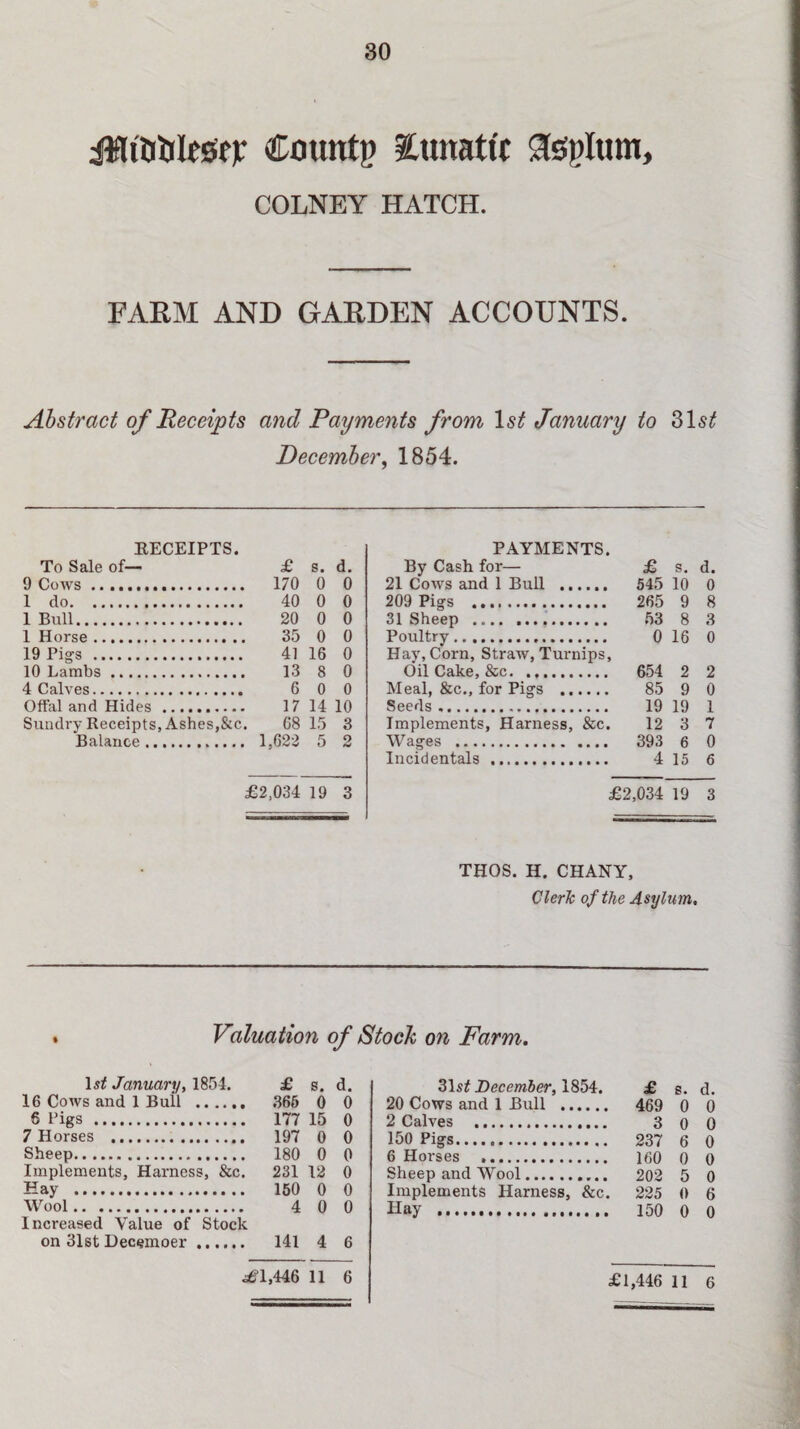 30
Middlesex County Lunatic Asylum,
COLNEY HATCH.
FARM AND GARDEN ACCOUNTS.
Abstract of Receipts and Payments from 1st January to 31st
December, 1854.
RECEIPTS.
To Sale of— £ s. d.
9 Cows ................... 170 0 0
1 do. ................... 40 0 0
1 Bull................... 20 0 0
1 Horse................... 35 0 0
19 Pigs ................... 41 16 0
10 Lambs ................... 13 8 0
4 Calves................... 6 0 0
Offal and Hides .......... 17 14 10
Sundry Receipts, Ashes,&c. 68 15 3
Balance............ 1,622 5 2
£2,034 19 3
PAYMENTS.
By Cash for— £ s. d.
21 Cows and 1 Bull ...... 545 10 0
209 Pigs ................ 265 9 8
31 Sheep ................ 53 8 3
Poultry.................. 0 16 0
Hay, Corn, Straw, Turnips,
Oil Cake, &c. ........... 654 2 2
Meal, &c., for Pigs ...... 85 9 0
Seeds.................... 19 19 1
Implements, Harness, &c. 12 3 7
Wages ................... 393 6 0
Incidentals .............. 4 15 6
£2,034 19 3
THOS. H. CHANY,
Clerk of the Asylum.
Valuation of Stock on Farm.
1st January, 1854. £ s. d.
16 Cows and 1 Bull ...... 365 0 0
6 Pigs ................... 177 15 0
7 Horses ................ 197 0 0
Sheep.................... 180 0 0
Implements, Harness, &c. 231 12 0
Hay ..................... 150 0 0
Wool..................... 4 0 0
Increased Value of Stock
on 31st Decemoer ...... 141 4 6
£1,446 11 6
31st December, 1854. £ s. d.
20 Cows and 1 Bull ...... 469 0 0
2 Calves ................ 3 0 0
150 Pigs................. 237 6 0
6 Horses ................ 160 0 0
Sheep and Wool........... 202 5 0
Implements Harness, &c. 225 0 6
Hay ..................... 150 0 0
£1,446 11 6